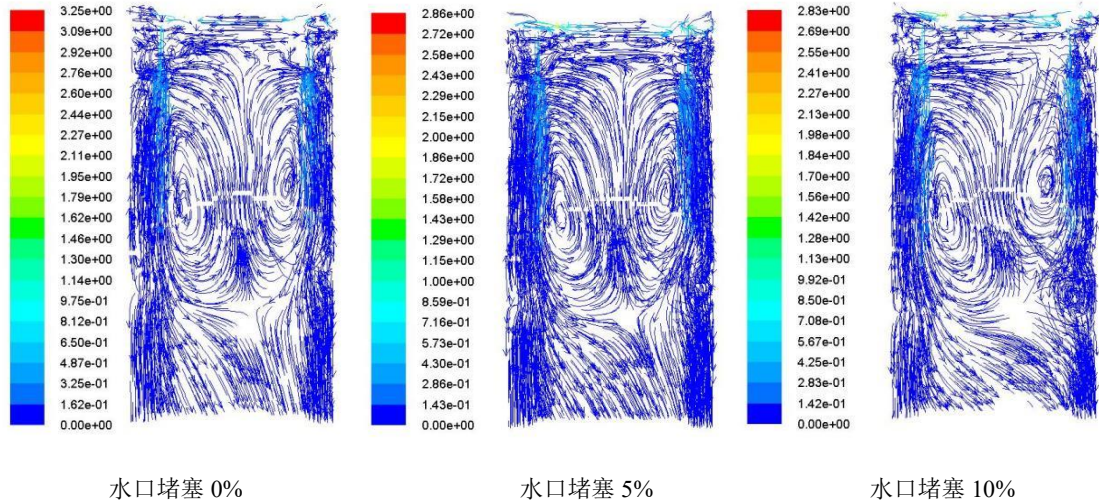 3.25e+00
3.09e+00
2.92e+00
2.76e+00
2.60e+00
2.44e+00
2.27e+00
2.11e+00
1.95e+00
1.79e+00
1.62e+00
1.46e+00
1.30e+00
1.14e+00
9.75e-01
8.12e-01
6.50e-01
4.87e-01
3.25e-01
1.62e-01
0.00e+00
水口堵塞 0%
2.86e+00
2.72e+00
2.58e+00
2.43e+00
2.29e+00
2.15e+00
2.00e+00
1.86e+00
1.72e+00
1.58e+00
1.43e+00
1.29e+00
1.15e+00
1.00e+00
8.59e-01
7.16e-01
5.73e-01
4.30e-01
2.86e-01
1.43e-01
0.00e+00
水口堵塞 5%
2.83e+00
2.69e+00
2.55e+00
2.41e+00
2.27e+00
2.13e+00
1.98e+00
1.84e+00
1.70e+00
1.56e+00
1.42e+00
1.28e+00
1.13e+00
9.92e-01
8.50e-01
7.08e-01
5.67e-01
4.25e-01
2.83e-01
1.42e-01
0.00e+00
水口堵塞 10%